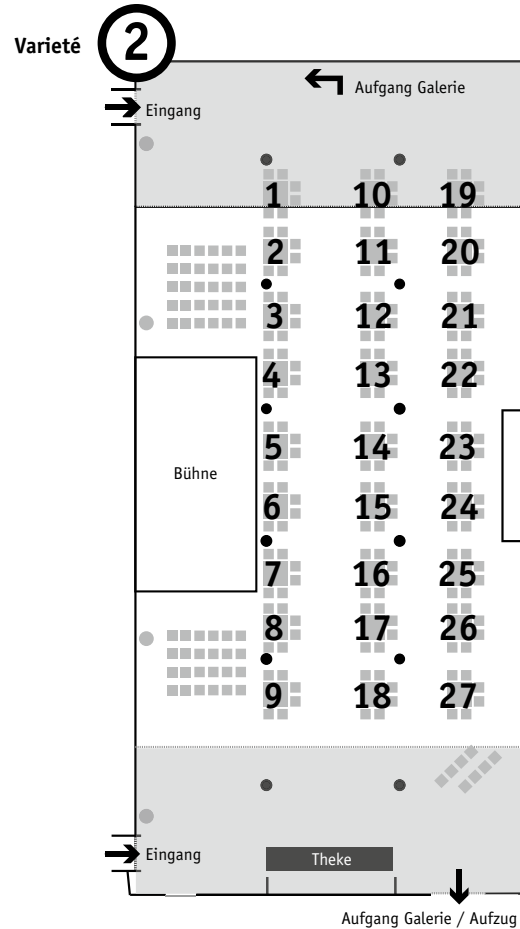 Varieté 2
Aufgang Galerie
Eingang
1 10 19
2 11 20
3 12 21
4 13 22
5 14 23
Bühne
6 15 24
7 16 25
8 17 26
9 18 27
Eingang
Theke
Aufgang Galerie / Aufzug